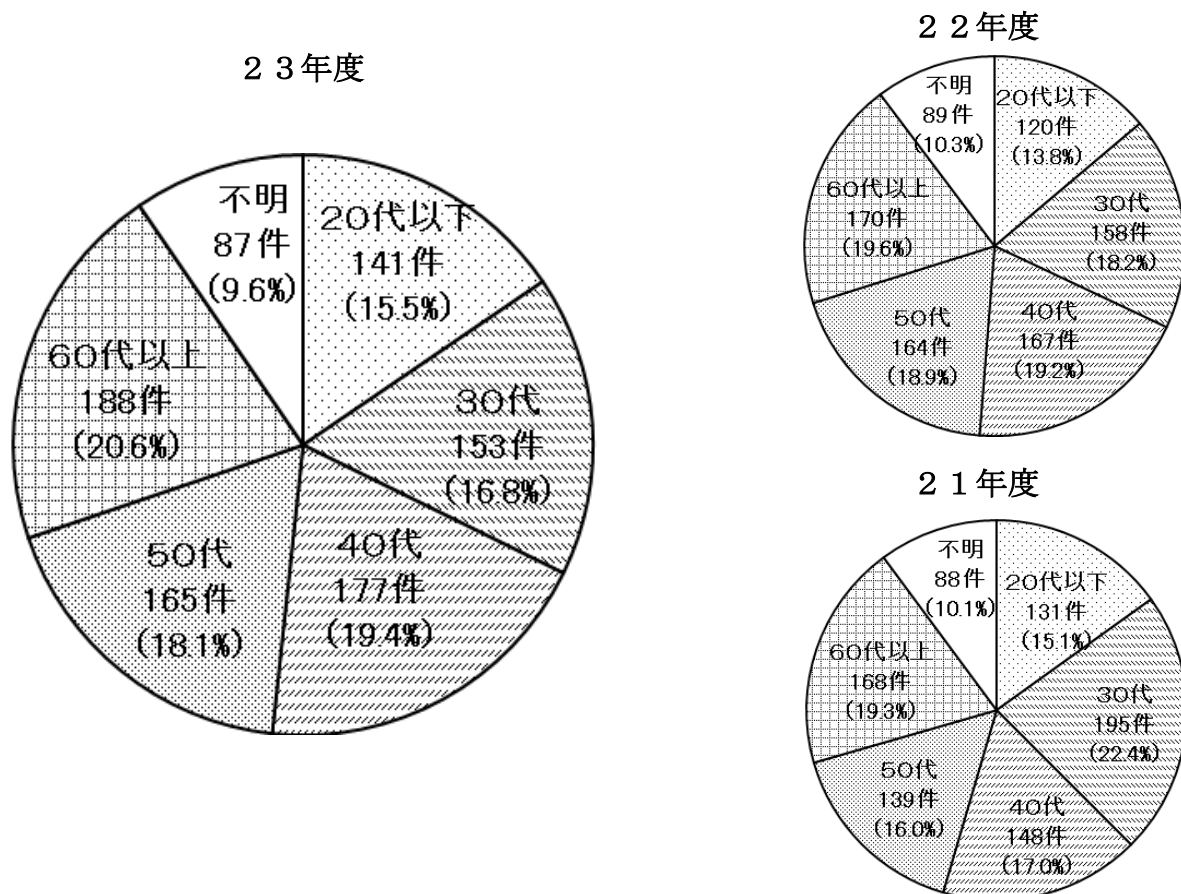 ２３年度
不明
87件
(9.6%)
20代以下
141件
(15.5%)
30代
153件
(16.8%)
40代
177件
(19.4%)
50代
165件
(18.1%)
60代以上
188件
(20.6%)
２２年度
不明
89件
(10.3%)
20代以下
120件
(13.8%)
30代
158件
(18.2%)
40代
167件
(19.2%)
50代
164件
(18.9%)
60代以上
170件
(19.6%)
２１年度
不明
88件
(10.1%)
20代以下
131件
(15.1%)
30代
195件
(22.4%)
40代
148件
(17.0%)
50代
139件
(16.0%)
60代以上
168件
(19.3%)